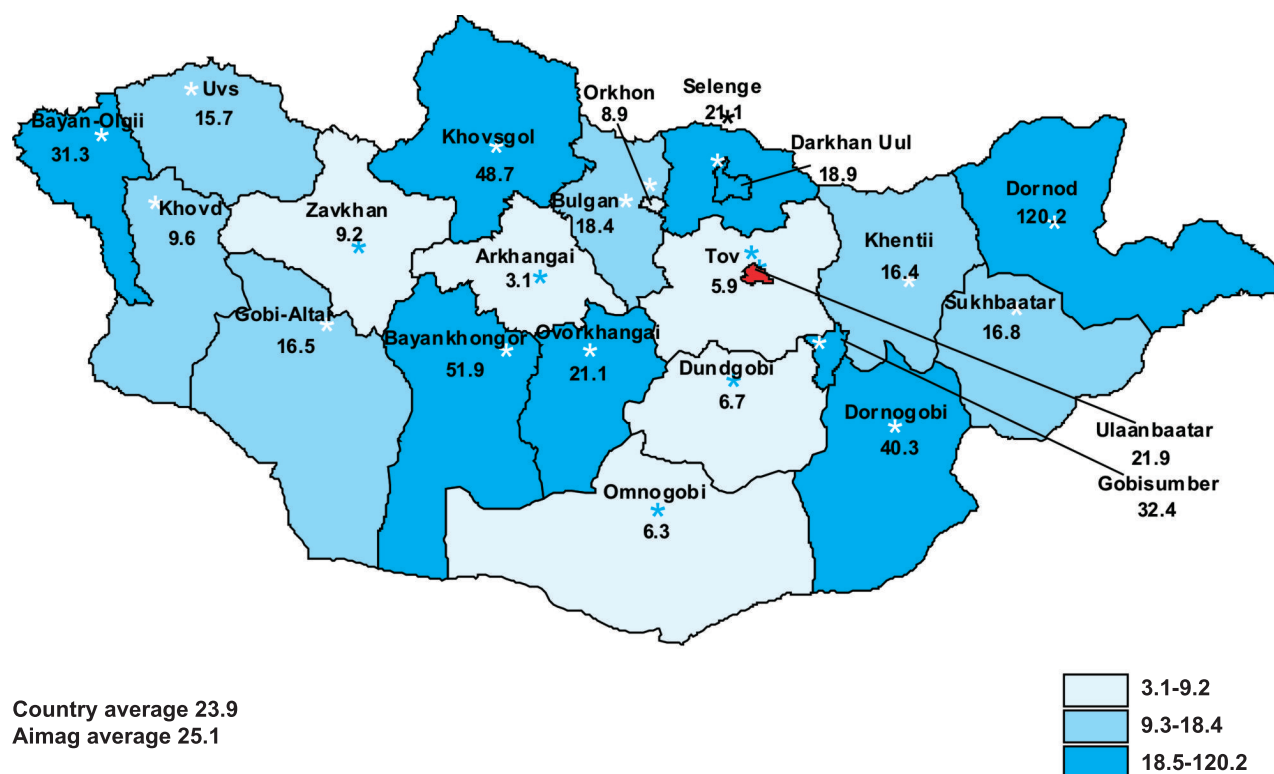 Uvs
15.7
Bayan-Olgii
31.3
Khovd
9.6
Zavkhan
9.2
Gobi-Altai
16.5
Khovsgol
48.7
Arkhangai
3.1
Bayankhongor
51.9
Ovorkhangai
21.1
Orkhon
8.9
Bulgan
18.4
Selenge
21.1
Darkhan Uul
18.9
Tov
5.9
Dundgobi
6.7
Omnogobi
6.3
Khentii
16.4
Dornod
120.2
Sukhbaatar
16.8
Dornogobi
40.3
Ulaanbaatar
21.9
Gobisumber
32.4
Country average 23.9
Aimag average 25.1
3.1-9.2
9.3-18.4
18.5-120.2